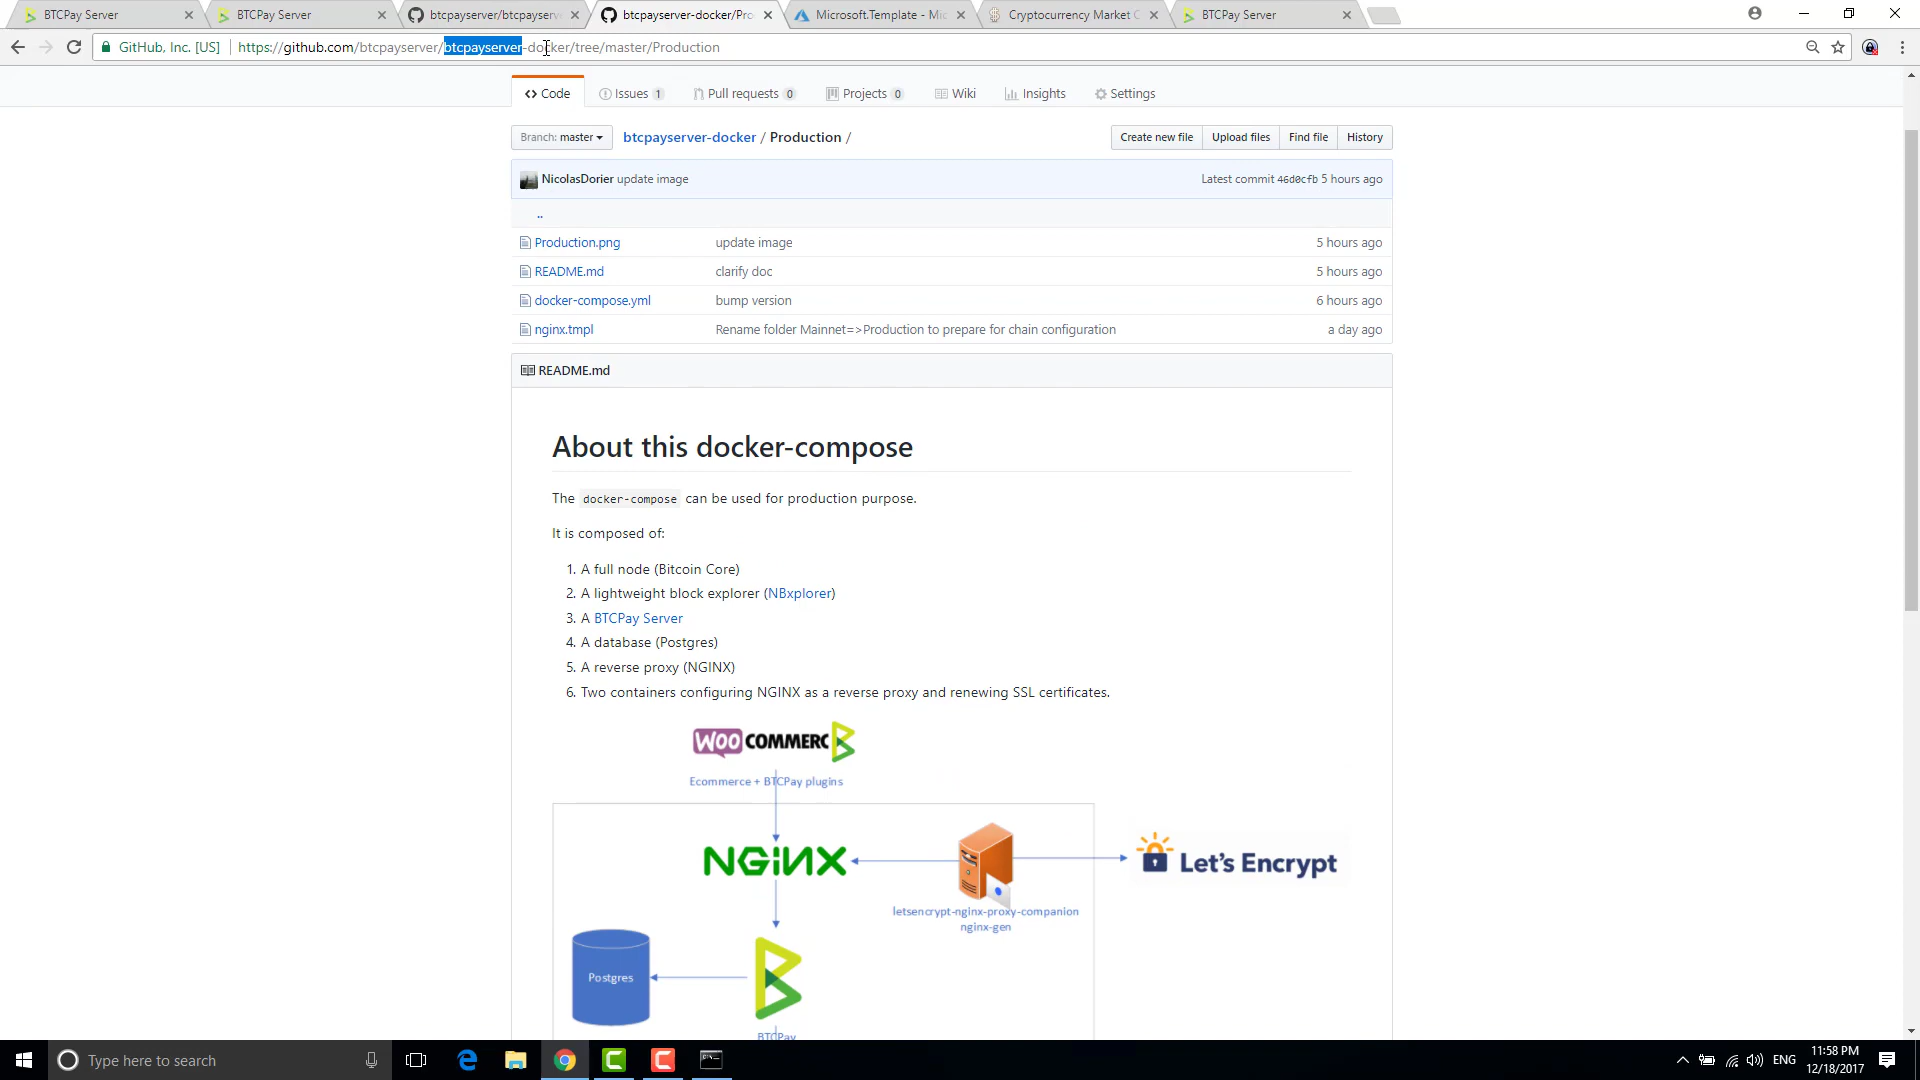 BTCPay Server
BTCPay Server
btcpayserver/btcpayserv
btcpayserver-docker/Pro
Microsoft.Template - Mic
Cryptocurrency Market C
BTCPay Server
GitHub, Inc. [US]
https://github.com/btcpayserver/btcpayserver-docker/tree/master/Production
Code
Issues 1
Pull requests 0
Projects 0
Wiki
Insights
Settings
Branch: master
btcpayserver-docker / Production /
Create new file
Upload files
Find file
History
NicolasDorier update image
Latest commit 46d0cfb 5 hours ago
..
Production.png update image 5 hours ago
README.md clarify doc 5 hours ago
docker-compose.yml bump version 6 hours ago
nginx.tmpl Rename folder Mainnet=>Production to prepare for chain configuration a day ago
README.md
About this docker-compose
The docker-compose can be used for production purpose.
It is composed of:
1. A full node (Bitcoin Core)
2. A lightweight block explorer (NBxplorer)
3. A BTCPay Server
4. A database (Postgres)
5. A reverse proxy (NGINX)
6. Two containers configuring NGINX as a reverse proxy and renewing SSL certificates.
WOO COMMERC
Ecommerce + BTCPay plugins
NGINX
Let's Encrypt
letsencrypt-nginx-proxy-companion
nginx-gen
Postgres
BTCPay
Type here to search
ENG
11:58 PM
12/18/2017